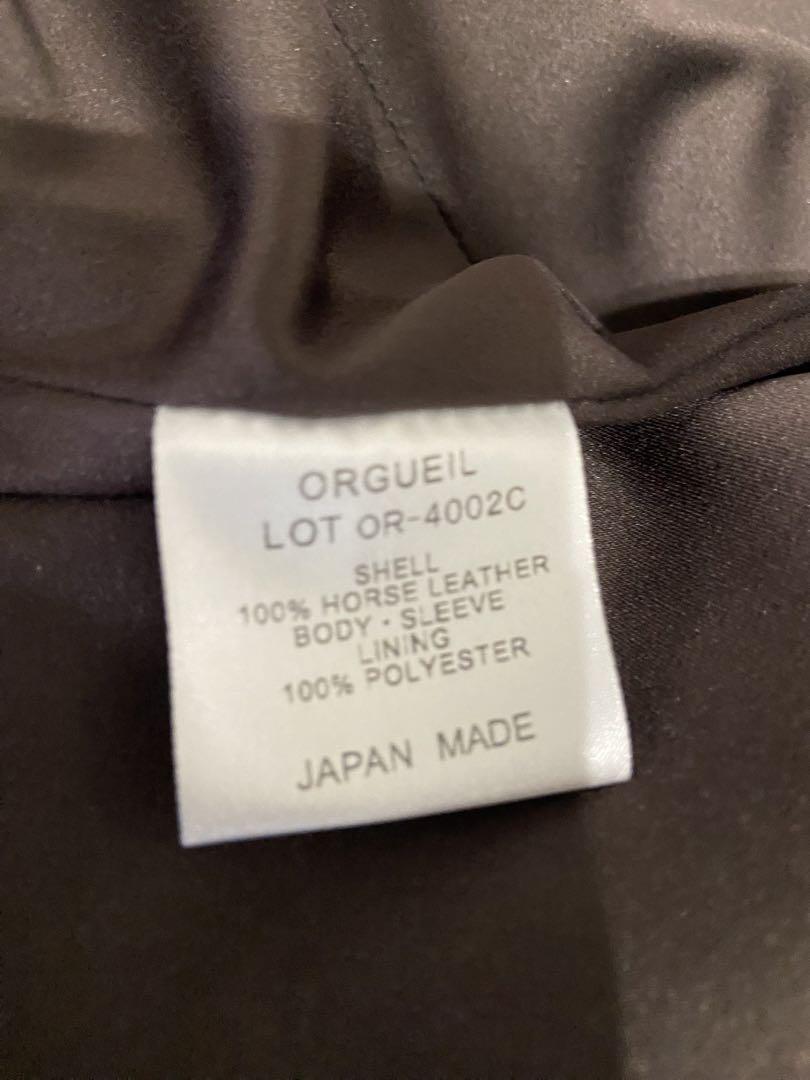 ORGUEIL
LOT OR-4002C
SHELL
100% HORSE LEATHER
BODY・SLEEVE
LINING
100% POLYESTER
JAPAN MADE